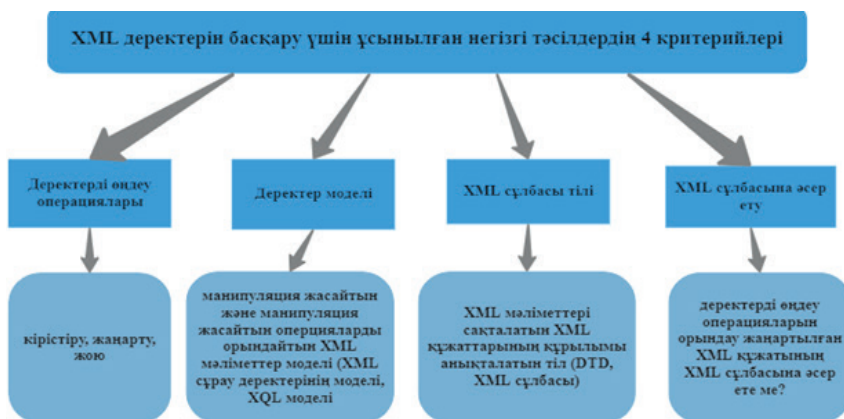 XML деректерін басқару үшін ұсынылған негізгі тәсілдердің 4 критерийлері
Деректерді өңдеу
операциялары
Деректер моделі
XML сұлбасы тілі
XML сұлбасына әсер
ету
кірістіру, жаңарту,
жою
манипуляция жасайтын
және манипуляция
жасайтын оперцияларды
орындайтын XML
мәліметтер моделі (XML
сұрау деректерінің моделі,
XQL моделі
XML мәліметтері
сақталатын XML
құжаттарының құрылымы
анықталатын тіл (DTD,
XML сұлбасы)
деректерді өңдеу
операцияларын
орындау жаңартылған
XML құжатының
XML сұлбасына әсер
ете ме?